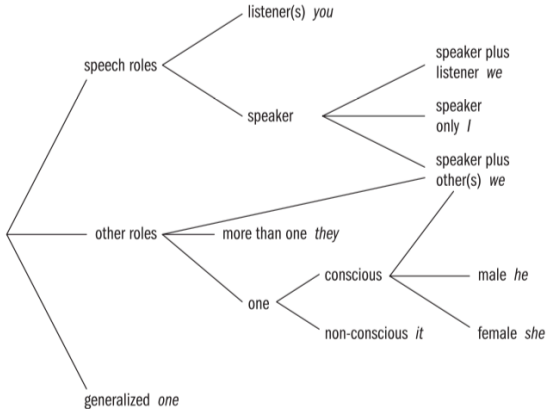 listener(s) you
speech roles
speaker plus
listener we
speaker
speaker
only I
speaker plus
other(s) we
other roles
more than one they
conscious
male he
one
non-conscious it
female she
generalized one